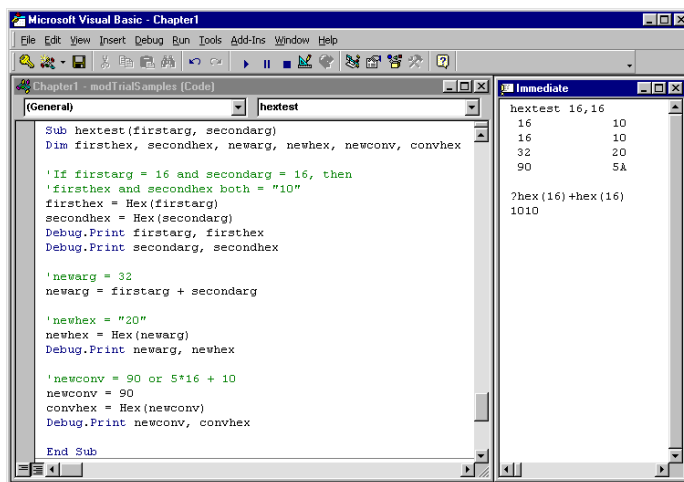 Microsoft Visual Basic - Chapter1
File Edit View Insert Debug Run Tools Add-Ins Window Help
Chapter1 - modTrialSamples (Code)
(General)
hextest
Sub hextest(firstarg, secondarg)
Dim firsthex, secondhex, newarg, newhex, newconv, convhex
'If firstarg = 16 and secondarg = 16, then
'firsthex and secondhex both = "10"
firsthex = Hex(firstarg)
secondhex = Hex(secondarg)
Debug.Print firstarg, firsthex
Debug.Print secondarg, secondhex
'newarg = 32
newarg = firstarg + secondarg
'newhex = "20"
newhex = Hex(newarg)
Debug.Print newarg, newhex
'newconv = 90 or 5*16 + 10
newconv = 90
convhex = Hex(newconv)
Debug.Print newconv, convhex
End Sub
Immediate
hextest 16,16
16 10
16 10
32 20
90 5A
?hex(16)+hex(16)
1010